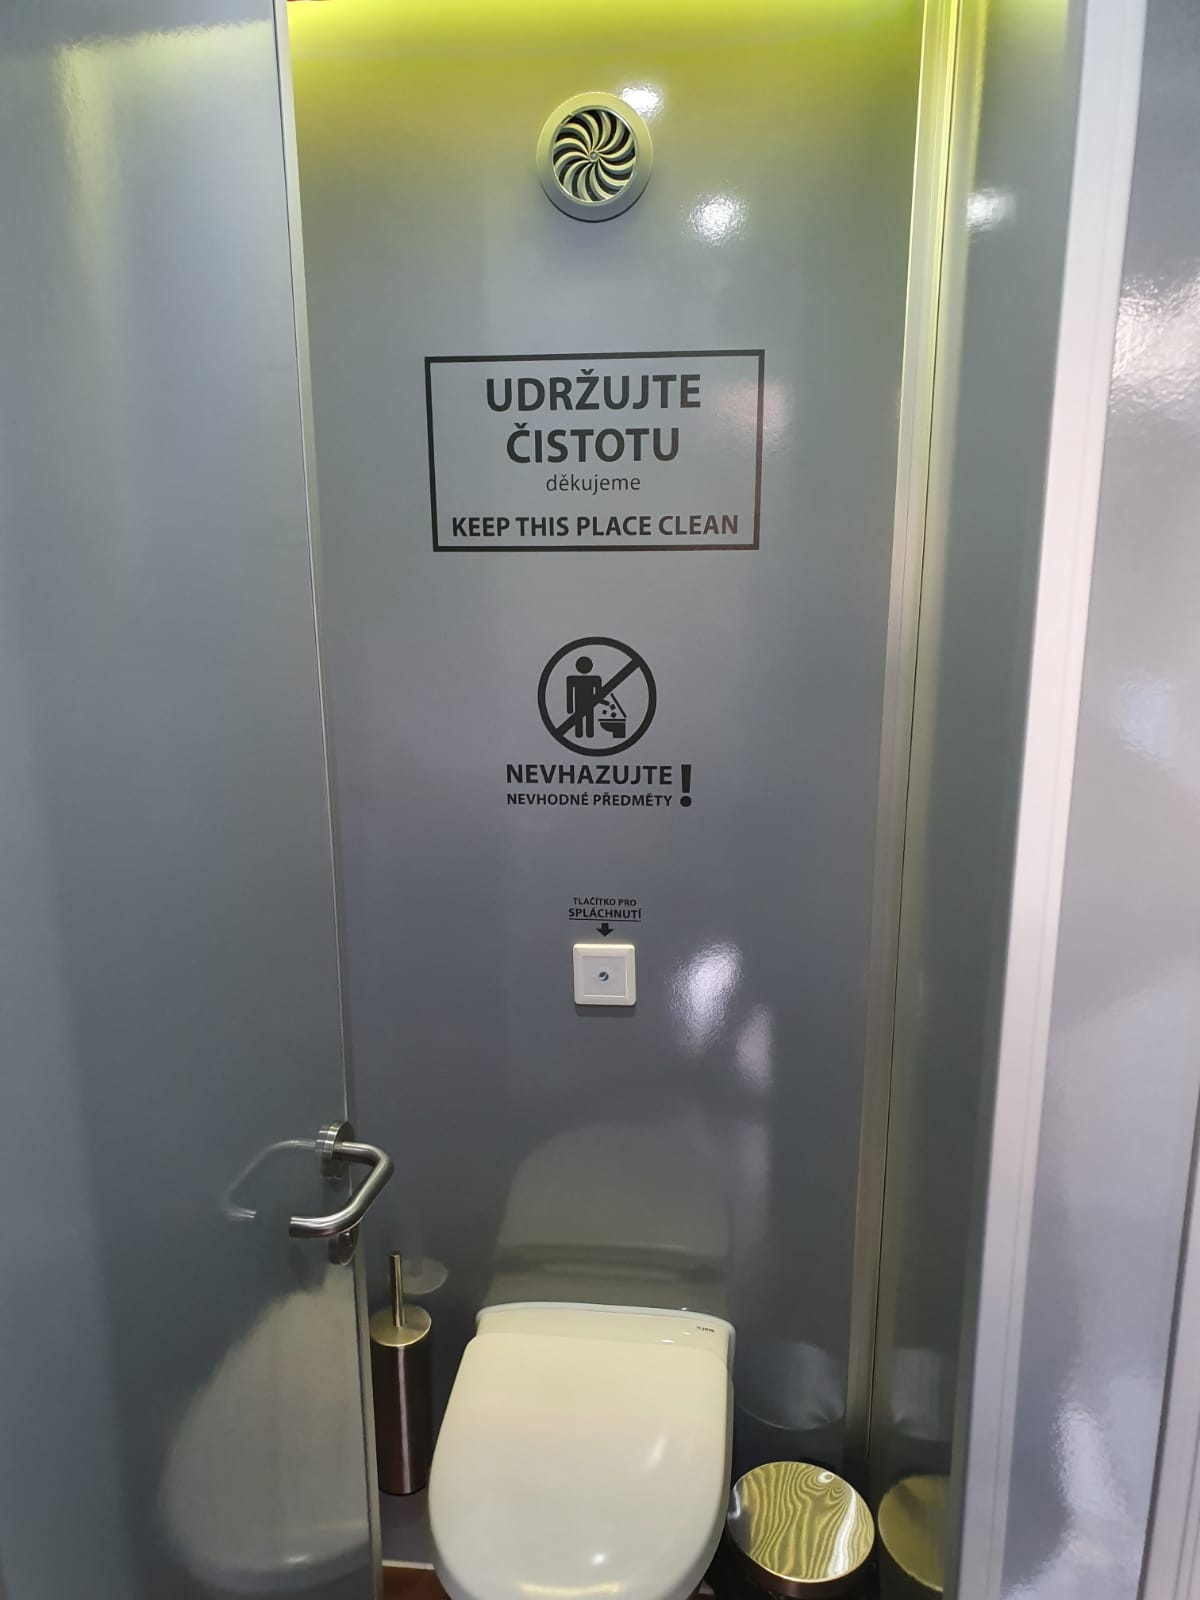 UDRŽUJTE
ČISTOTU
děkujeme
KEEP THIS PLACE CLEAN
NEVHAZUJTE !
NEVHODNÉ PŘEDMĚTY
TLAČÍTKO PRO
SPLÁCHNUTÍ